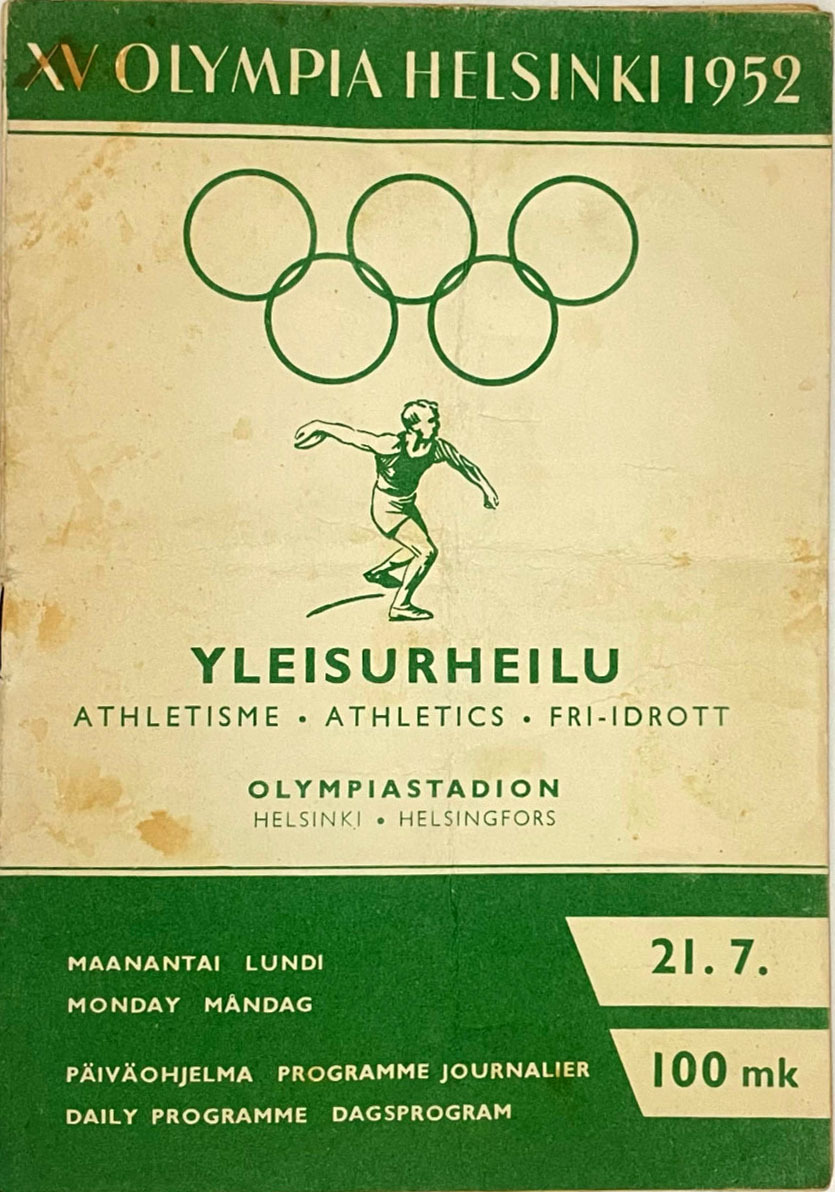 XV OLYMPIA HELSINKI 1952
YLEISURHEILU
ATHLETISME • ATHLETICS • FRI-IDROTT
OLYMPIASTADION
HELSINKI • HELSINGFORS
MAANANTAI LUNDI
MONDAY MÅNDAG
21. 7.
PÄIVÄOHJELMA PROGRAMME JOURNALIER
DAILY PROGRAMME DAGSPROGRAM
100 mk